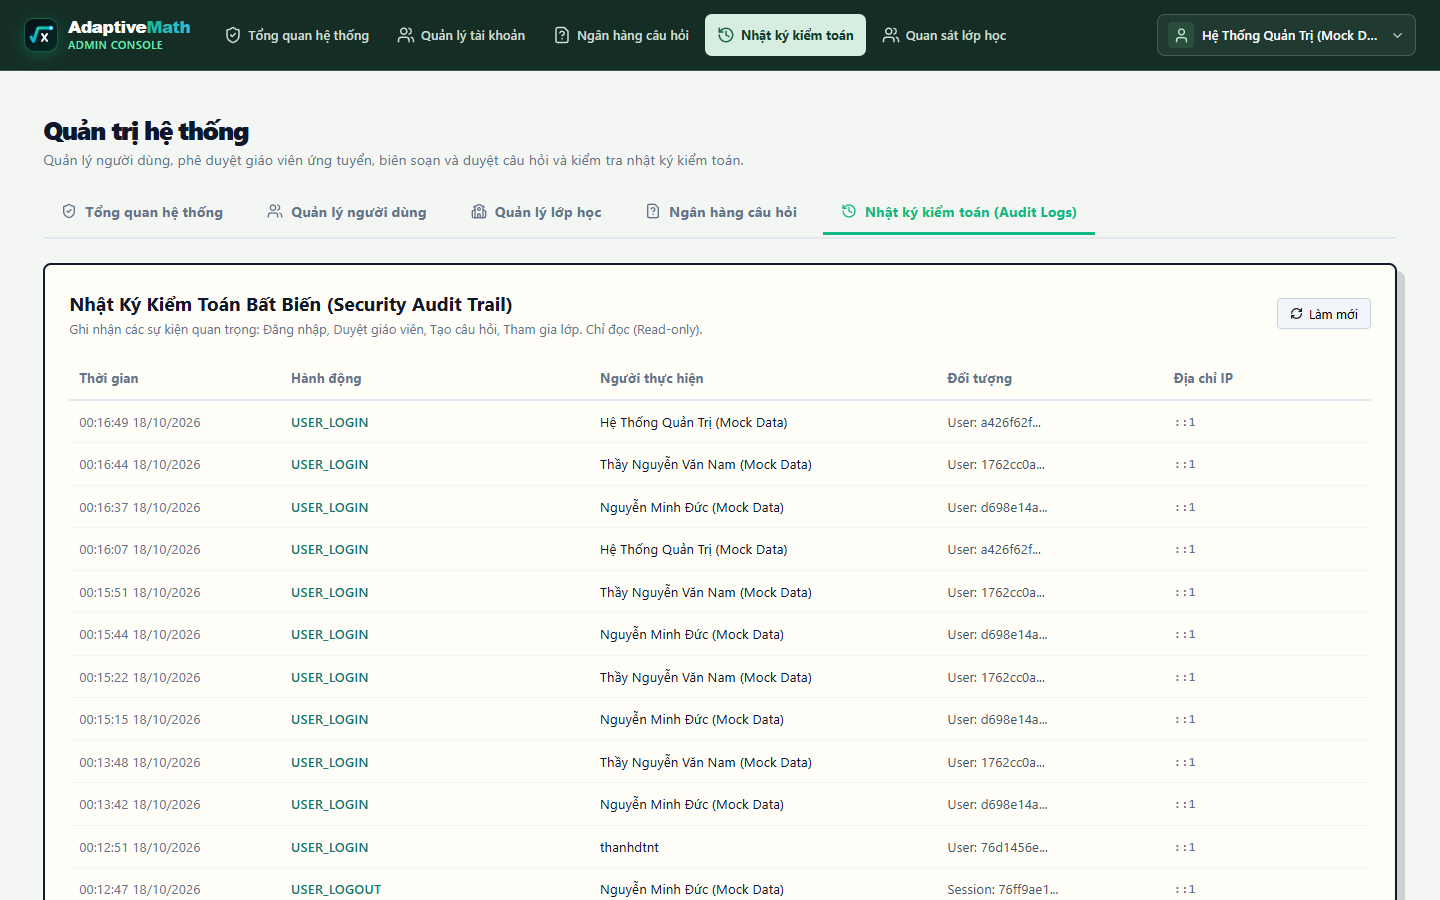 AdaptiveMath
ADMIN CONSOLE
Tổng quan hệ thống
Quản lý tài khoản
Ngân hàng câu hỏi
Nhật ký kiểm toán
Quan sát lớp học
Hệ Thống Quản Trị (Mock D...
Quản trị hệ thống
Quản lý người dùng, phê duyệt giáo viên ứng tuyển, biên soạn và duyệt câu hỏi và kiểm tra nhật ký kiểm toán.
Tổng quan hệ thống
Quản lý người dùng
Quản lý lớp học
Ngân hàng câu hỏi
Nhật ký kiểm toán (Audit Logs)
Nhật Ký Kiểm Toán Bất Biến (Security Audit Trail)
Ghi nhận các sự kiện quan trọng: Đăng nhập, Duyệt giáo viên, Tạo câu hỏi, Tham gia lớp. Chỉ đọc (Read-only).
Làm mới
Thời gian Hành động Người thực hiện Đối tượng Địa chỉ IP
00:16:49 18/10/2026 USER_LOGIN Hệ Thống Quản Trị (Mock Data) User: a426f62f... ::1
00:16:44 18/10/2026 USER_LOGIN Thầy Nguyễn Văn Nam (Mock Data) User: 1762cc0a... ::1
00:16:37 18/10/2026 USER_LOGIN Nguyễn Minh Đức (Mock Data) User: d698e14a... ::1
00:16:07 18/10/2026 USER_LOGIN Hệ Thống Quản Trị (Mock Data) User: a426f62f... ::1
00:15:51 18/10/2026 USER_LOGIN Thầy Nguyễn Văn Nam (Mock Data) User: 1762cc0a... ::1
00:15:44 18/10/2026 USER_LOGIN Nguyễn Minh Đức (Mock Data) User: d698e14a... ::1
00:15:22 18/10/2026 USER_LOGIN Thầy Nguyễn Văn Nam (Mock Data) User: 1762cc0a... ::1
00:15:15 18/10/2026 USER_LOGIN Nguyễn Minh Đức (Mock Data) User: d698e14a... ::1
00:13:48 18/10/2026 USER_LOGIN Thầy Nguyễn Văn Nam (Mock Data) User: 1762cc0a... ::1
00:13:42 18/10/2026 USER_LOGIN Nguyễn Minh Đức (Mock Data) User: d698e14a... ::1
00:12:51 18/10/2026 USER_LOGIN thanhdtnt User: 76d1456e... ::1
00:12:47 18/10/2026 USER_LOGOUT Nguyễn Minh Đức (Mock Data) Session: 76ff9ae1... ::1